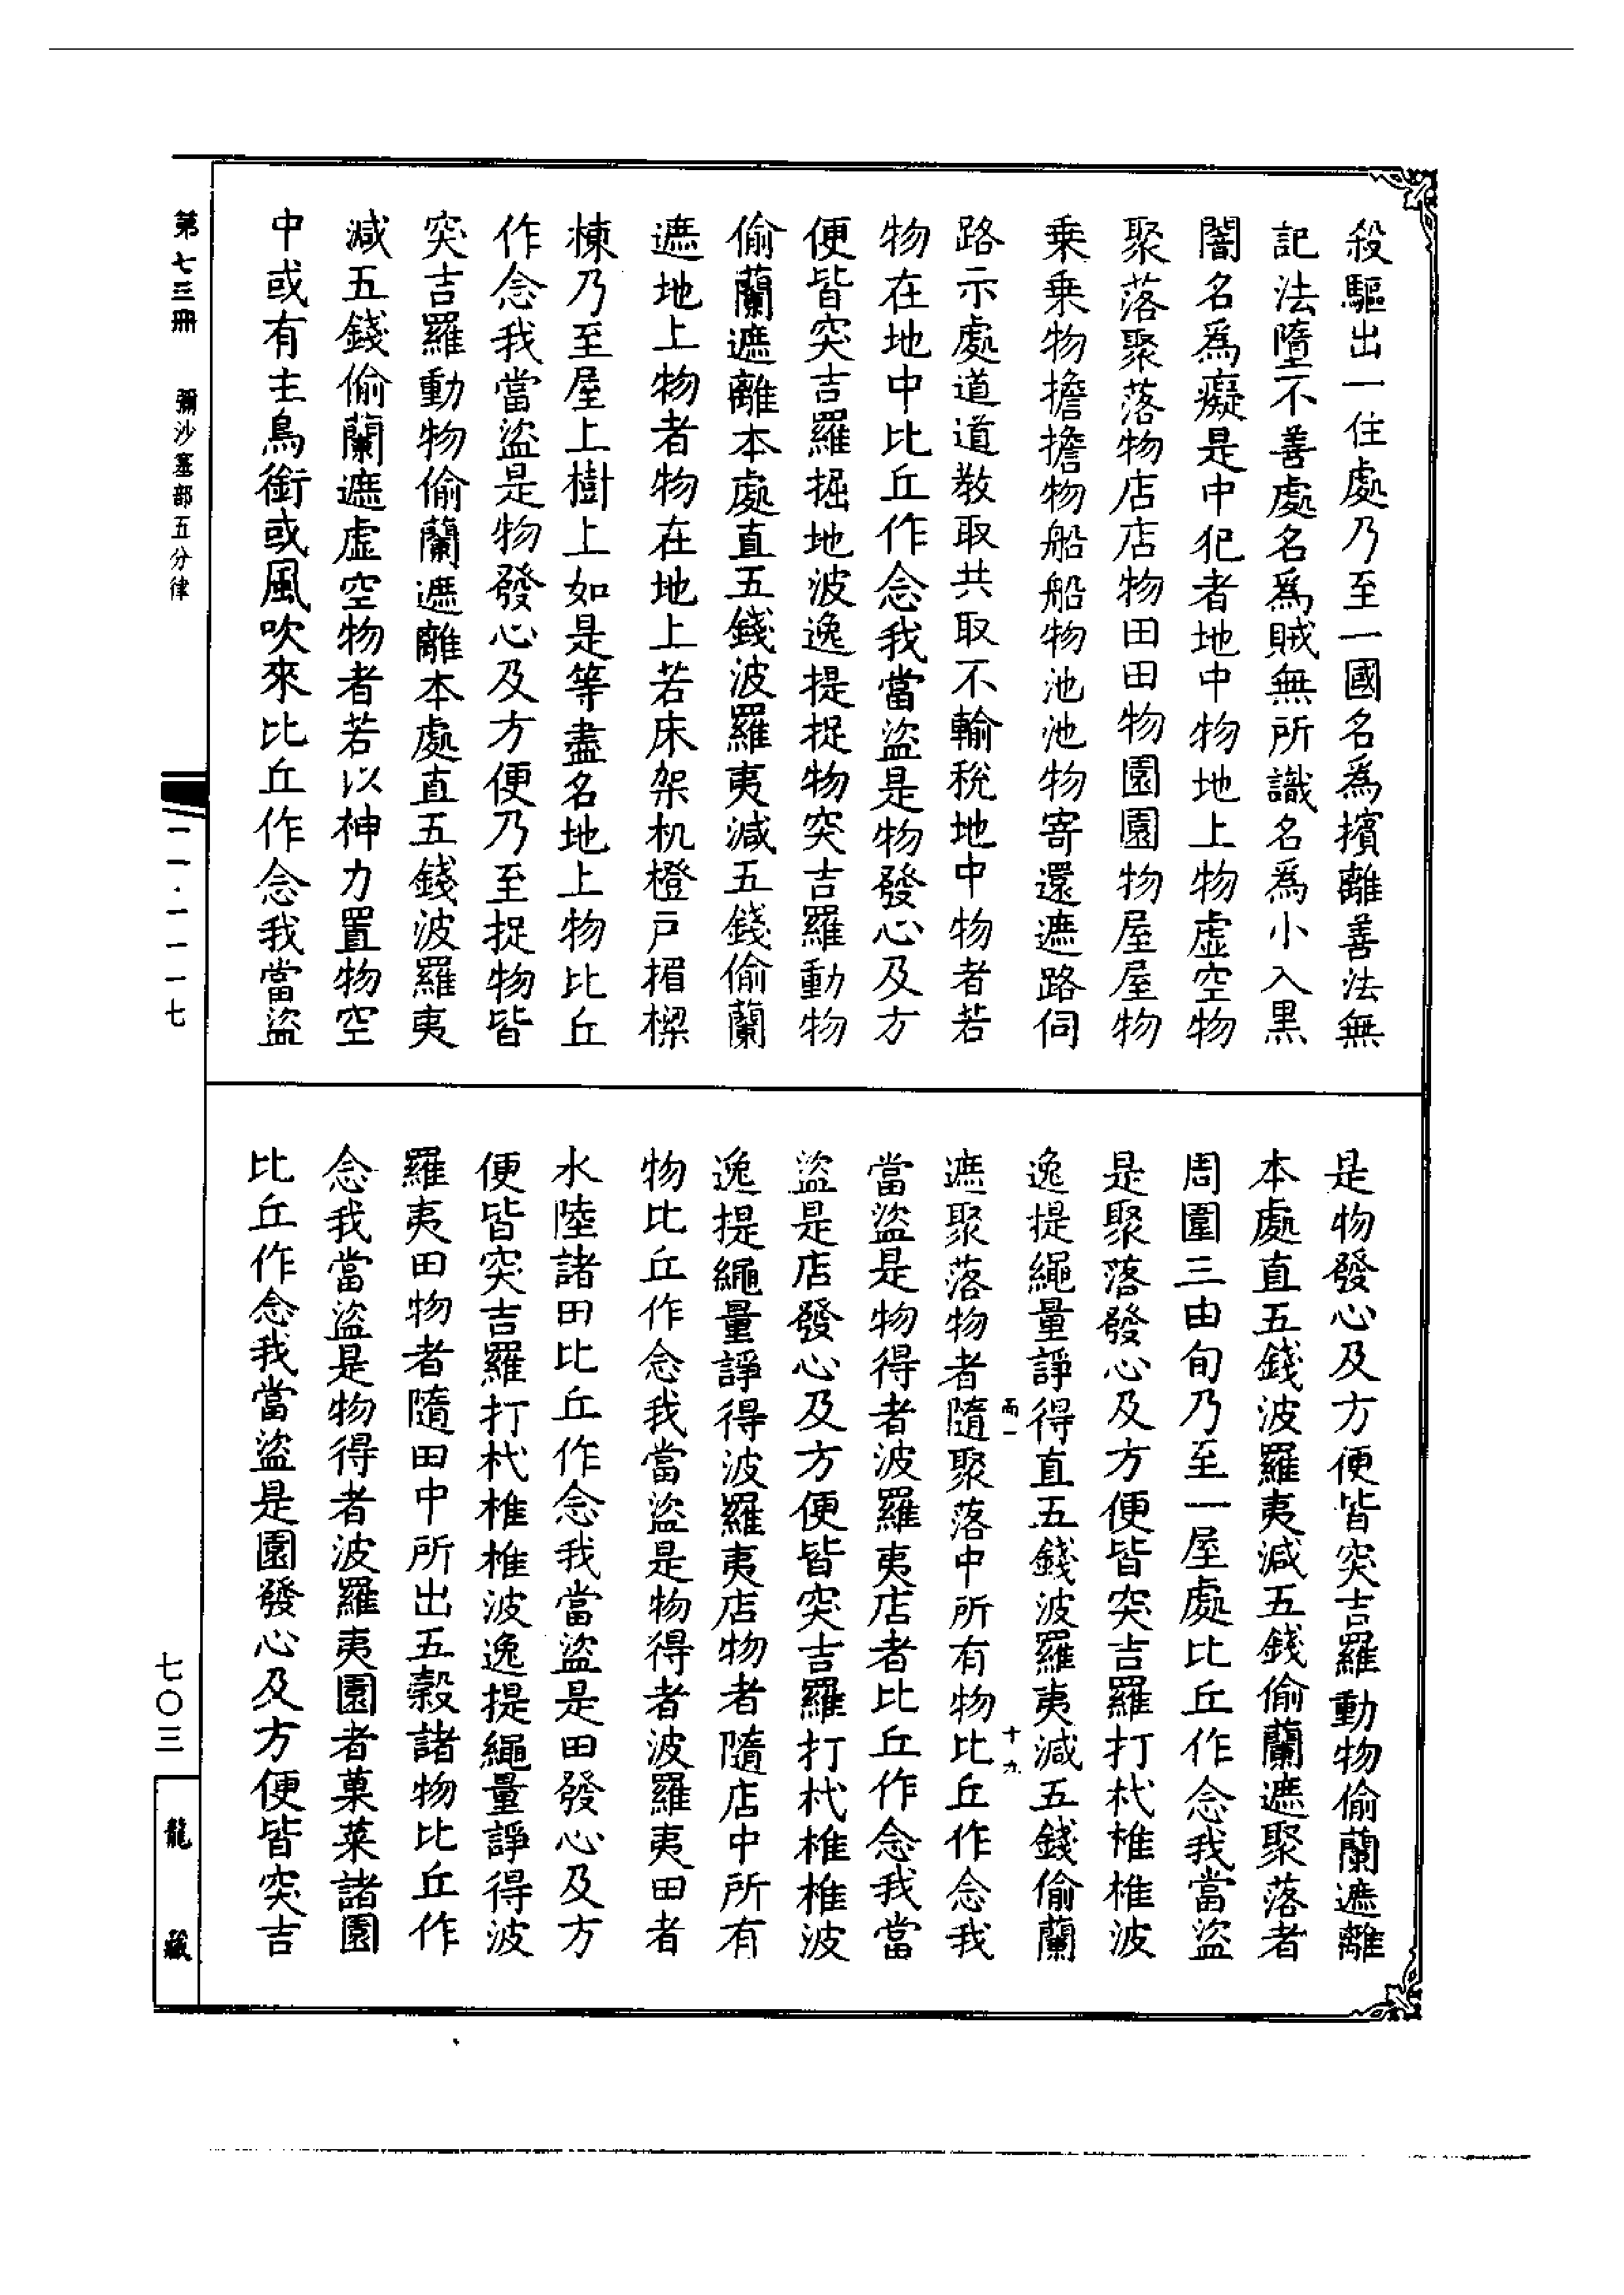 殺驅出一住處乃至一國名爲擯離善法無
記法墮不善處名爲賊無所識名爲小入黒
闇名爲癡是中犯者地中物地上物虚空物
聚落聚落物店店物田田物園園物屋屋物
乗乗物擔擔物船船物池池物寄還遮路伺
路示處道道教取共取不輸稅地中物者若
物在地中比丘作念我當盜是物發心及方
便皆突吉羅掘地波逸提捉物突吉羅動物
偷蘭遮離本處直五錢波羅夷減五錢偷蘭
遮地上物者物在地上若床架机橙戸楣樑
棟乃至屋上樹上如是等盡名地上物比丘
作念我當盜是物發心及方便乃至捉物皆
突吉羅動物偷蘭遮離本處直五錢波羅夷
減五錢偷蘭遮虚空物者若以神力置物空
中或有主鳥銜或風吹來比丘作念我當盜
是物發心及方便皆突吉羅動物偷蘭遮離
本處直五錢波羅夷減五錢偷蘭遮聚落者
周圍三由旬乃至一屋處比丘作念我當盜
是聚落發心及方便皆突吉羅打杙椎椎波
逸提繩量諍得直五錢波羅夷減五錢偷蘭
而一
十九
遮聚落物者隨聚落中所有物比丘作念我
當盜是物得者波羅夷店者比丘作念我當
盜是店發心及方便皆突吉羅打杙椎椎波
逸提繩量諍得波羅夷店物者隨店中所有
物比丘作念我當盜是物得者波羅夷田者
水陸諸田比丘作念我當盜是田發心及方
便皆突吉羅打杙椎椎波逸提繩量諍得波
羅夷田物者隨田中所出五穀諸物比丘作
念我當盜是物得者波羅夷園者菓菜諸園
比丘作念我當盜是園發心及方便皆突吉
第七三冊
彌沙塞部五分律
一一·一一一七
七〇三
龍藏